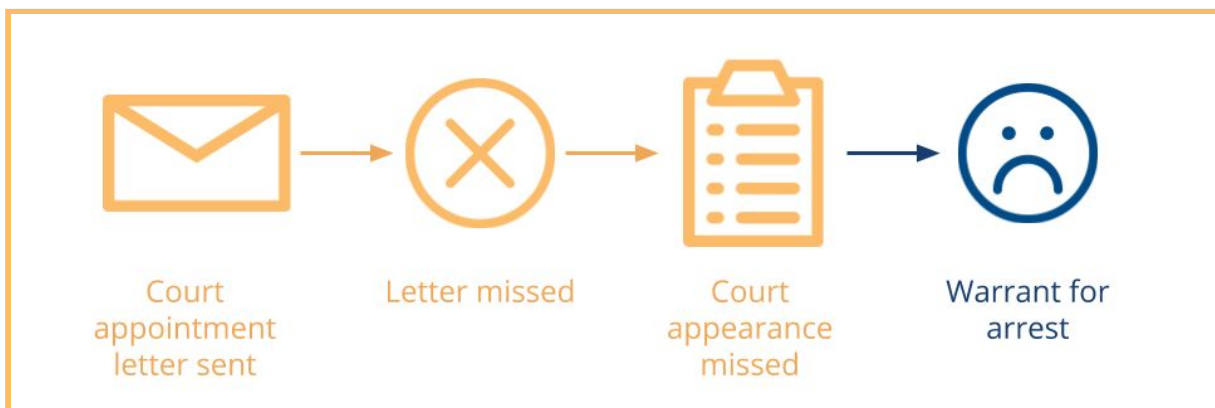 Court
appointment
letter sent
Letter missed
Court
appearance
missed
Warrant for
arrest